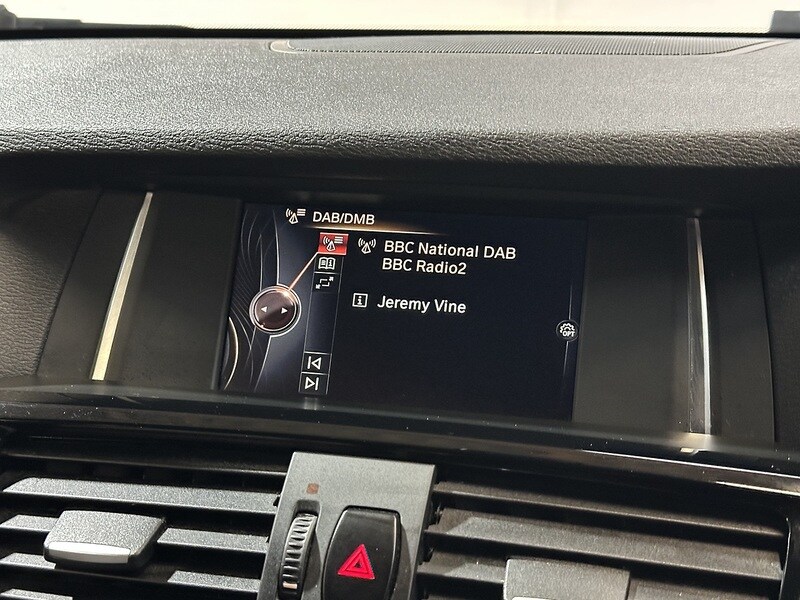 DAB/DMB
BBC National DAB
BBC Radio2
i Jeremy Vine
OPT